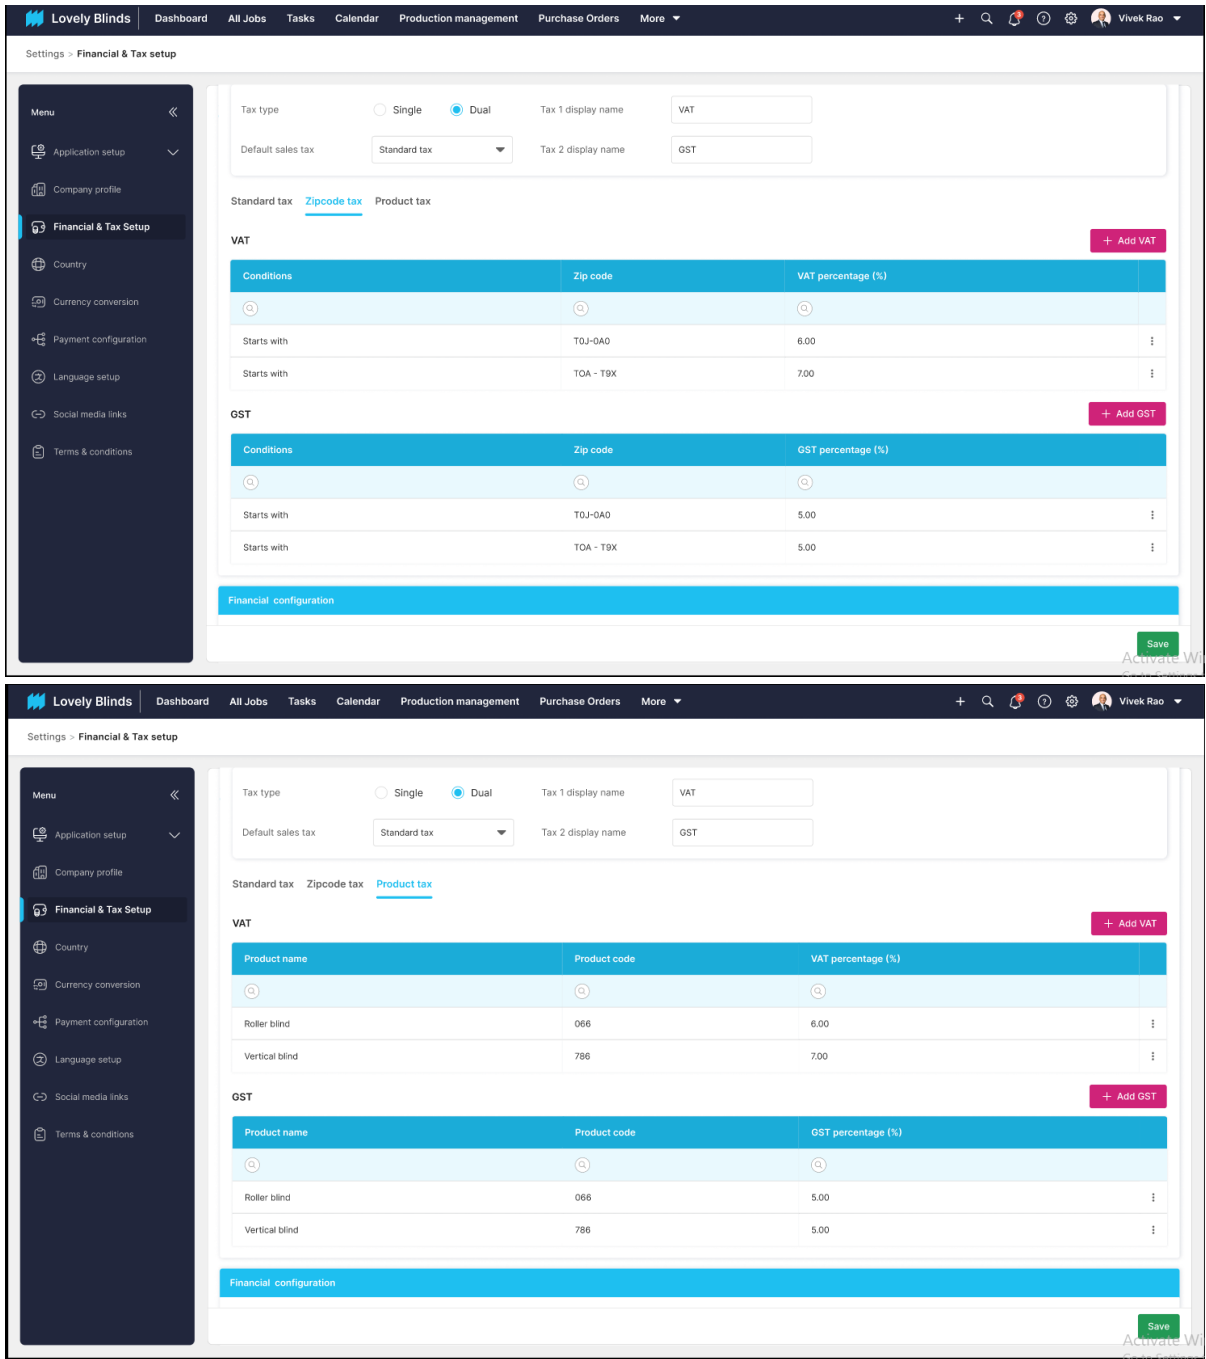 Lovely Blinds Dashboard All Jobs Tasks Calendar Production management Purchase Orders More 3 Vivek Rao
Settings > Financial & Tax setup
Menu
Application setup
Company profile
Financial & Tax Setup
Country
Currency conversion
Payment configuration
Language setup
Social media links
Terms & conditions
Tax type Single Dual Tax 1 display name VAT
Default sales tax Standard tax Tax 2 display name GST
Standard tax Zipcode tax Product tax
VAT + Add VAT
Conditions Zip code VAT percentage (%)
Starts with T0J-0A0 6.00
Starts with TOA - T9X 7.00
GST + Add GST
Conditions Zip code GST percentage (%)
Starts with T0J-0A0 5.00
Starts with TOA - T9X 5.00
Financial configuration
Save
Activate Wi
Go to Settings
Lovely Blinds Dashboard All Jobs Tasks Calendar Production management Purchase Orders More 3 Vivek Rao
Settings > Financial & Tax setup
Menu
Application setup
Company profile
Financial & Tax Setup
Country
Currency conversion
Payment configuration
Language setup
Social media links
Terms & conditions
Tax type Single Dual Tax 1 display name VAT
Default sales tax Standard tax Tax 2 display name GST
Standard tax Zipcode tax Product tax
VAT + Add VAT
Product name Product code VAT percentage (%)
Roller blind 066 6.00
Vertical blind 786 7.00
GST + Add GST
Product name Product code GST percentage (%)
Roller blind 066 5.00
Vertical blind 786 5.00
Financial configuration
Save
Activate Wi
Go to Settings